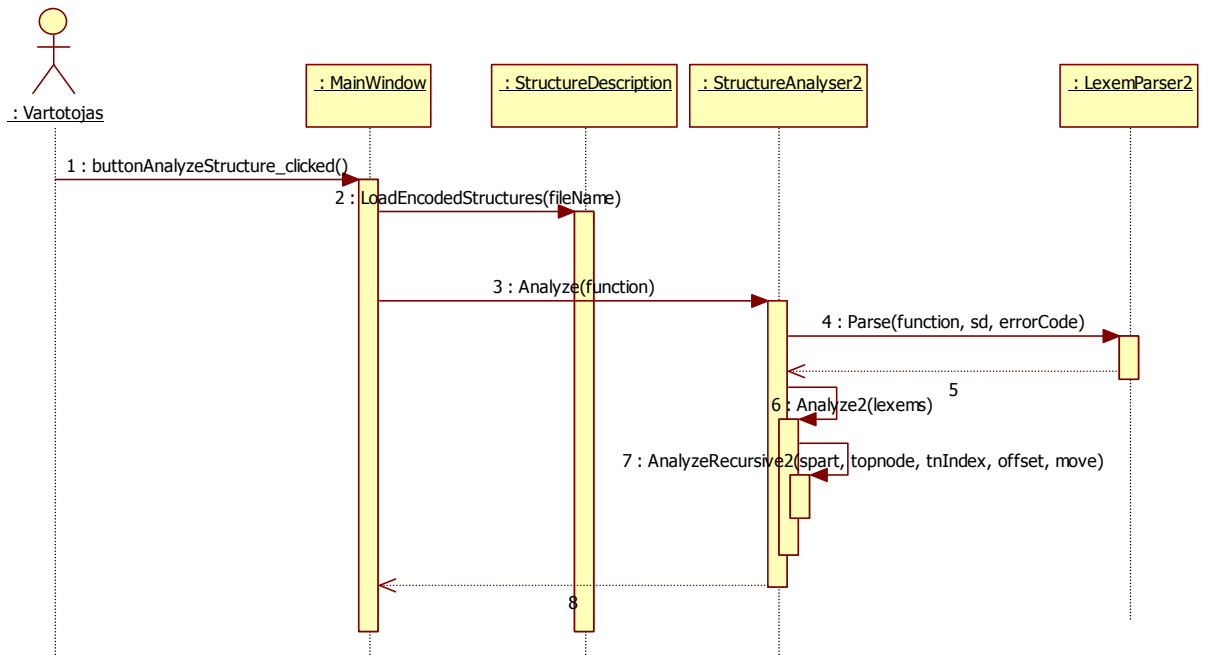 : Vartotojas
: MainWindow
: StructureDescription
: StructureAnalyser2
: LexemParser2
1 : buttonAnalyzeStructure_clicked()
2 : LoadEncodedStructures(fileName)
3 : Analyze(function)
4 : Parse(function, sd, errorCode)
5
6 : Analyze2(lexems)
7 : AnalyzeRecursive2(spart, topnode, tnIndex, offset, move)
8